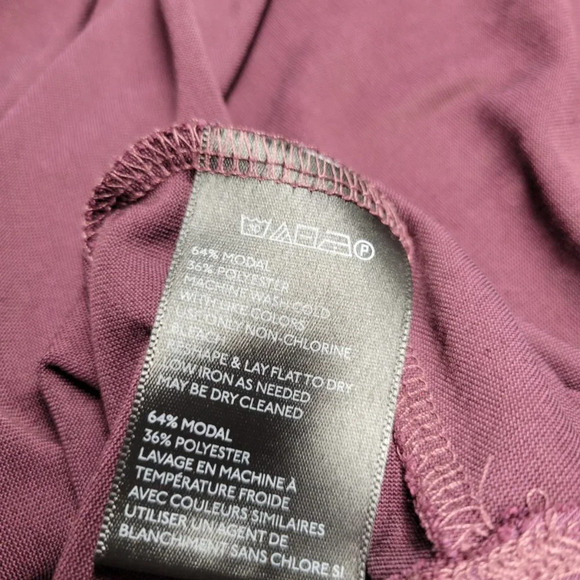 30
P
64% MODAL
36% POLYESTER
MACHINE WASH COLD
WITH LIKE COLORS
USE ONLY NON-CHLORINE
BLEACH
& LAY FLAT TO DRY
LOW IRON AS NEEDED
MAY BE DRY CLEANED
64% MODAL
36% POLYESTER
LAVAGE EN MACHINE À
TEMPÉRATURE FROIDE
AVEC COULEURS SIMILAIRES
UTILISER UN AGENT DE
BLANCHIMENT SANS CHLORE SI